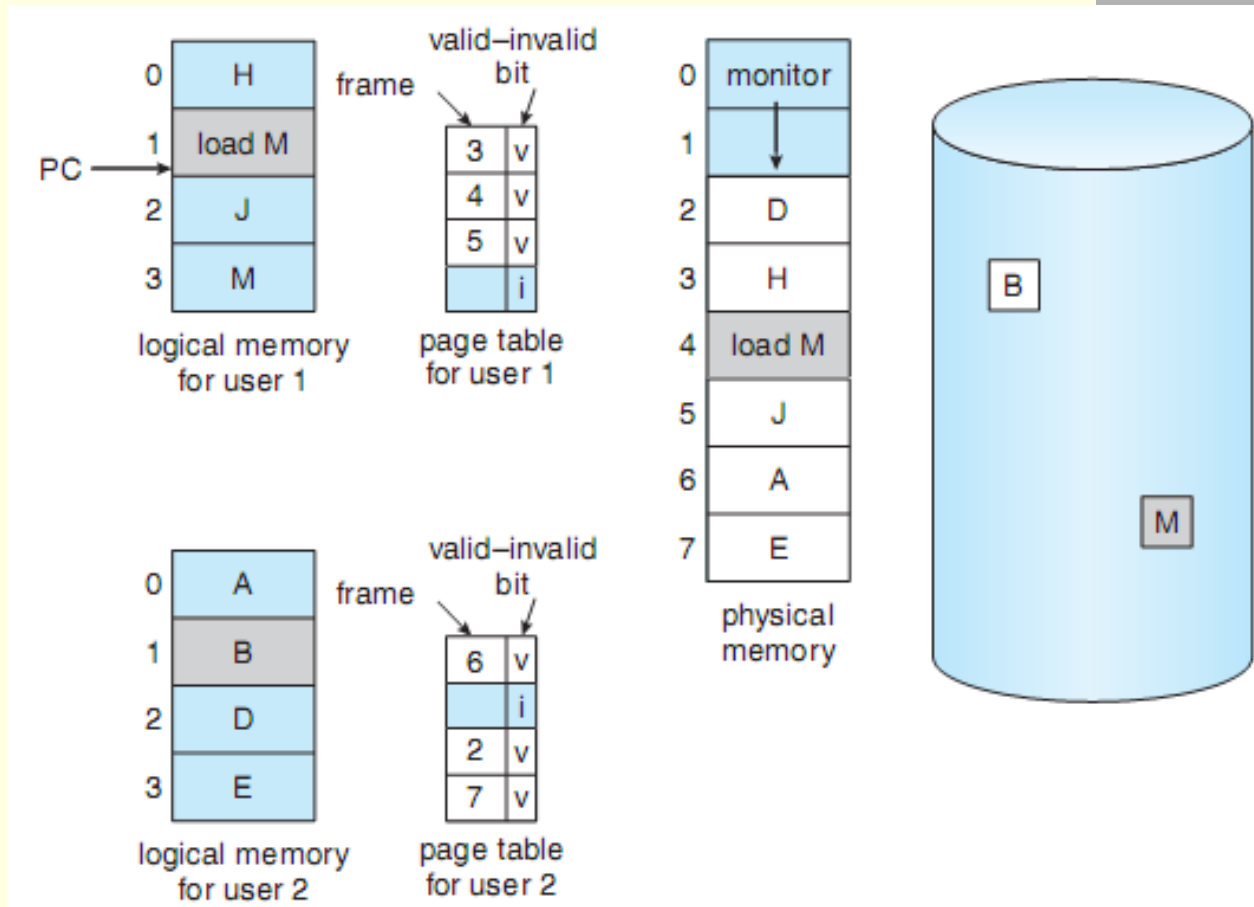 valid–invalid
bit
frame
0 H
1 load M
PC
2 J
3 M
logical memory
for user 1
3 v
4 v
5 v
i
page table
for user 1
valid–invalid
bit
frame
0 A
1 B
2 D
3 E
logical memory
for user 2
6 v
i
2 v
7 v
page table
for user 2
0 monitor
1
2 D
3 H
4 load M
5 J
6 A
7 E
physical
memory
B
M